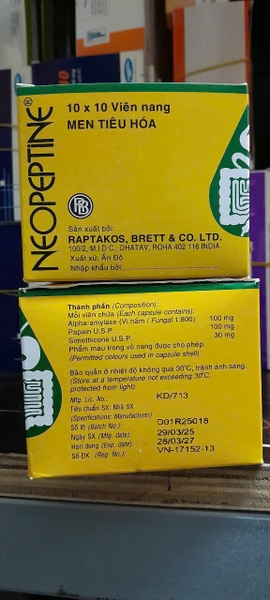 NEOPEPTINE®
10 x 10 Viên nang
MEN TIÊU HÓA
RB
Sản xuất bởi:
RAPTAKOS, BRETT & CO. LTD.
100/2, M.I.D.C., DHATAV, ROHA 402 116 INDIA.
Xuất xứ: Ấn Độ
Nhập khẩu bởi:
Thành phần (Composition):
Mỗi viên chứa (Each capsule contains):
Alpha-amylase (Vi nấm / Fungal 1:800) 100 mg
Papain U.S.P. 100 mg
Simethicone U.S.P. 30 mg
Phẩm màu trong vỏ nang được cho phép.
(Permitted colours used in capsule shell).
Bảo quản ở nhiệt độ không quá 30°C, tránh ánh sáng.
(Store at a temperature not exceeding 30°C,
protected from light).
Mfg. Lic. No.: KD/713
Tiêu chuẩn SX: Nhà SX
(Specifications: Manufacturer)
Số lô (Batch No.): D01R25018
Ngày SX (Mfg. date): 29/03/25
Hạn dùng (Exp. date): 28/03/27
Số ĐK (Reg. No.): VN-17152-13